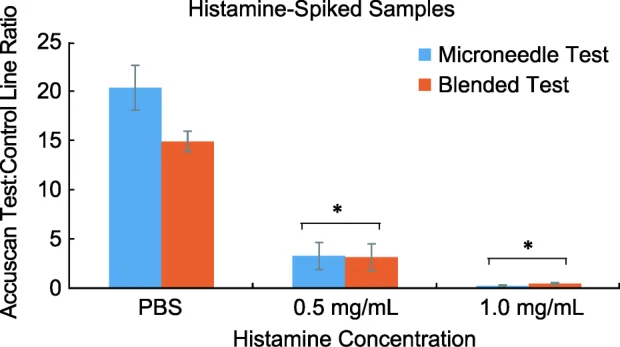 Histamine-Spiked Samples
Accuscan Test:Control Line Ratio
25
20
15
10
5
0
Microneedle Test
Blended Test
*
*
PBS
0.5 mg/mL
1.0 mg/mL
Histamine Concentration